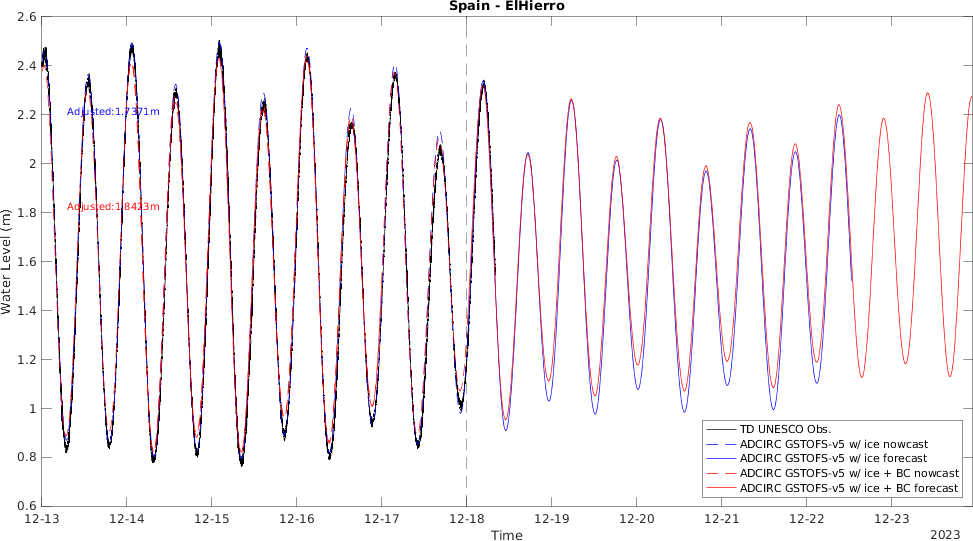 Spain - ElHierro
2.6
2.4
2.2
2
1.8
1.6
1.4
1.2
1
0.8
0.6
Water Level (m)
Adjusted:1.7371m
Adjusted:1.8423m
TD UNESCO Obs.
ADCIRC GSTOFS-v5 w/ ice nowcast
ADCIRC GSTOFS-v5 w/ ice forecast
ADCIRC GSTOFS-v5 w/ ice + BC nowcast
ADCIRC GSTOFS-v5 w/ ice + BC forecast
12-13 12-14 12-15 12-16 12-17 12-18 12-19 12-20 12-21 12-22 12-23
Time
2023